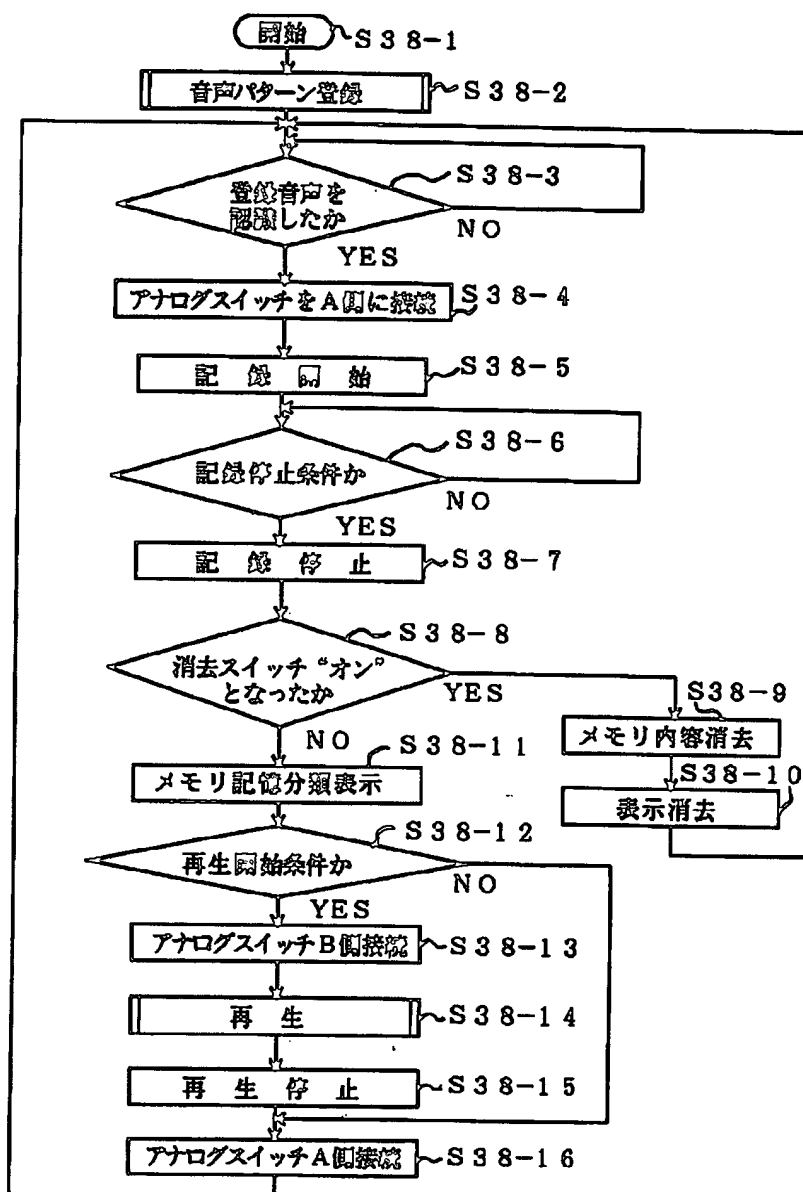 開始 S38-1
音声パターン登録 S38-2
S38-3
登録音声を
認識したか
NO
YES
アナログスイッチをA側に接続 S38-4
記録開始 S38-5
S38-6
記録停止条件か
NO
YES
記録停止 S38-7
S38-8
消去スイッチ“オン”
となったか
YES
S38-9
メモリ内容消去
NO
S38-11
S38-10
メモリ記憶分類表示
表示消去
S38-12
再生開始条件か
NO
YES
アナログスイッチB側接続 S38-13
再生 S38-14
再生停止 S38-15
アナログスイッチA側接続 S38-16